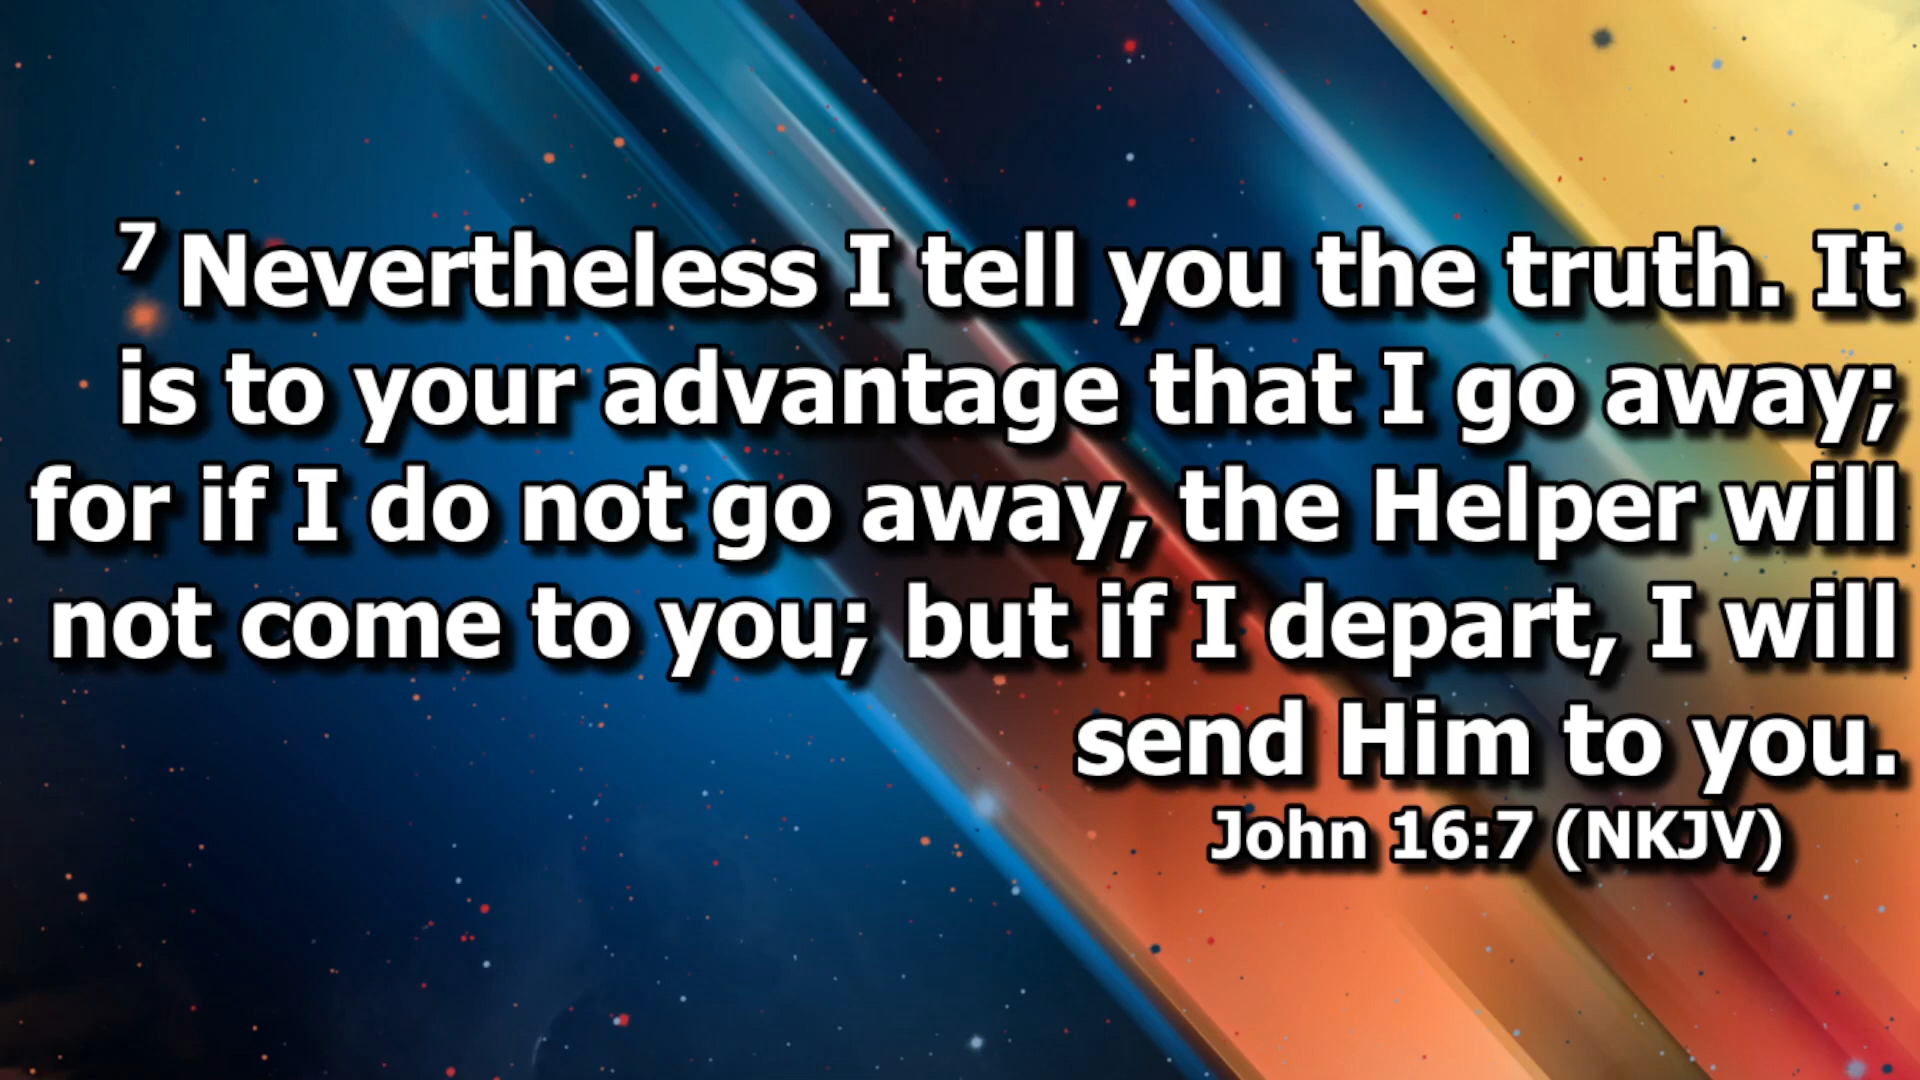 7 Nevertheless I tell you the truth. It
is to your advantage that I go away;
for if I do not go away, the Helper will
not come to you; but if I depart, I will
send Him to you.
John 16:7 (NKJV)